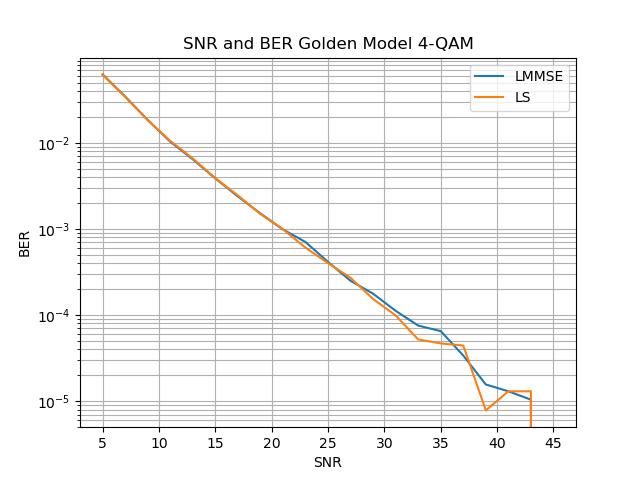 SNR and BER Golden Model 4-QAM
LMMSE
LS
10⁻²
10⁻³
10⁻⁴
10⁻⁵
BER
5 10 15 20 25 30 35 40 45
SNR